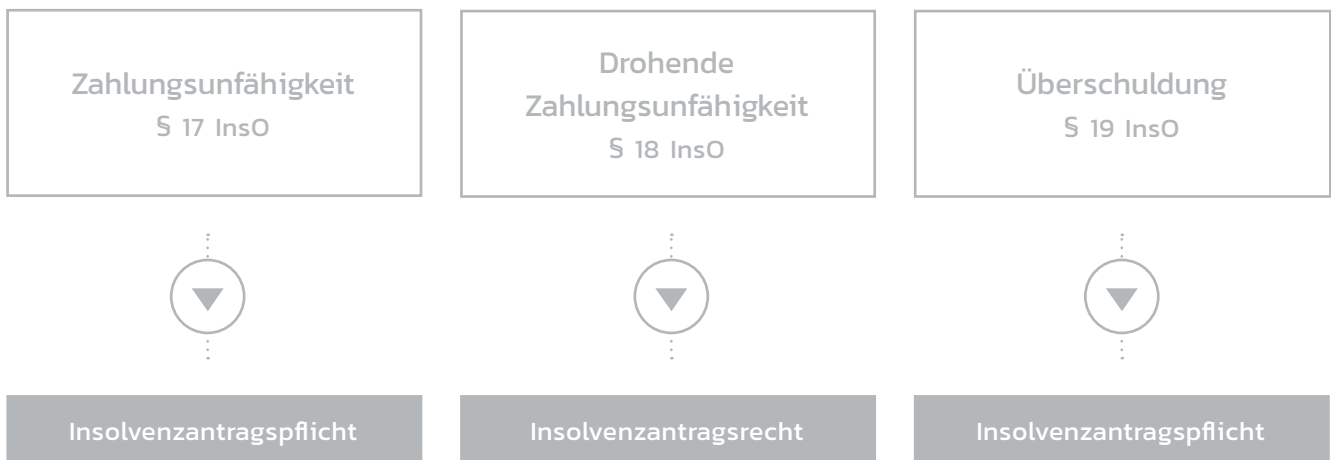 Zahlungsunfähigkeit
§ 17 InsO
Drohende
Zahlungsunfähigkeit
§ 18 InsO
Überschuldung
§ 19 InsO
Insolvenzantragspflicht
Insolvenzantragsrecht
Insolvenzantragspflicht